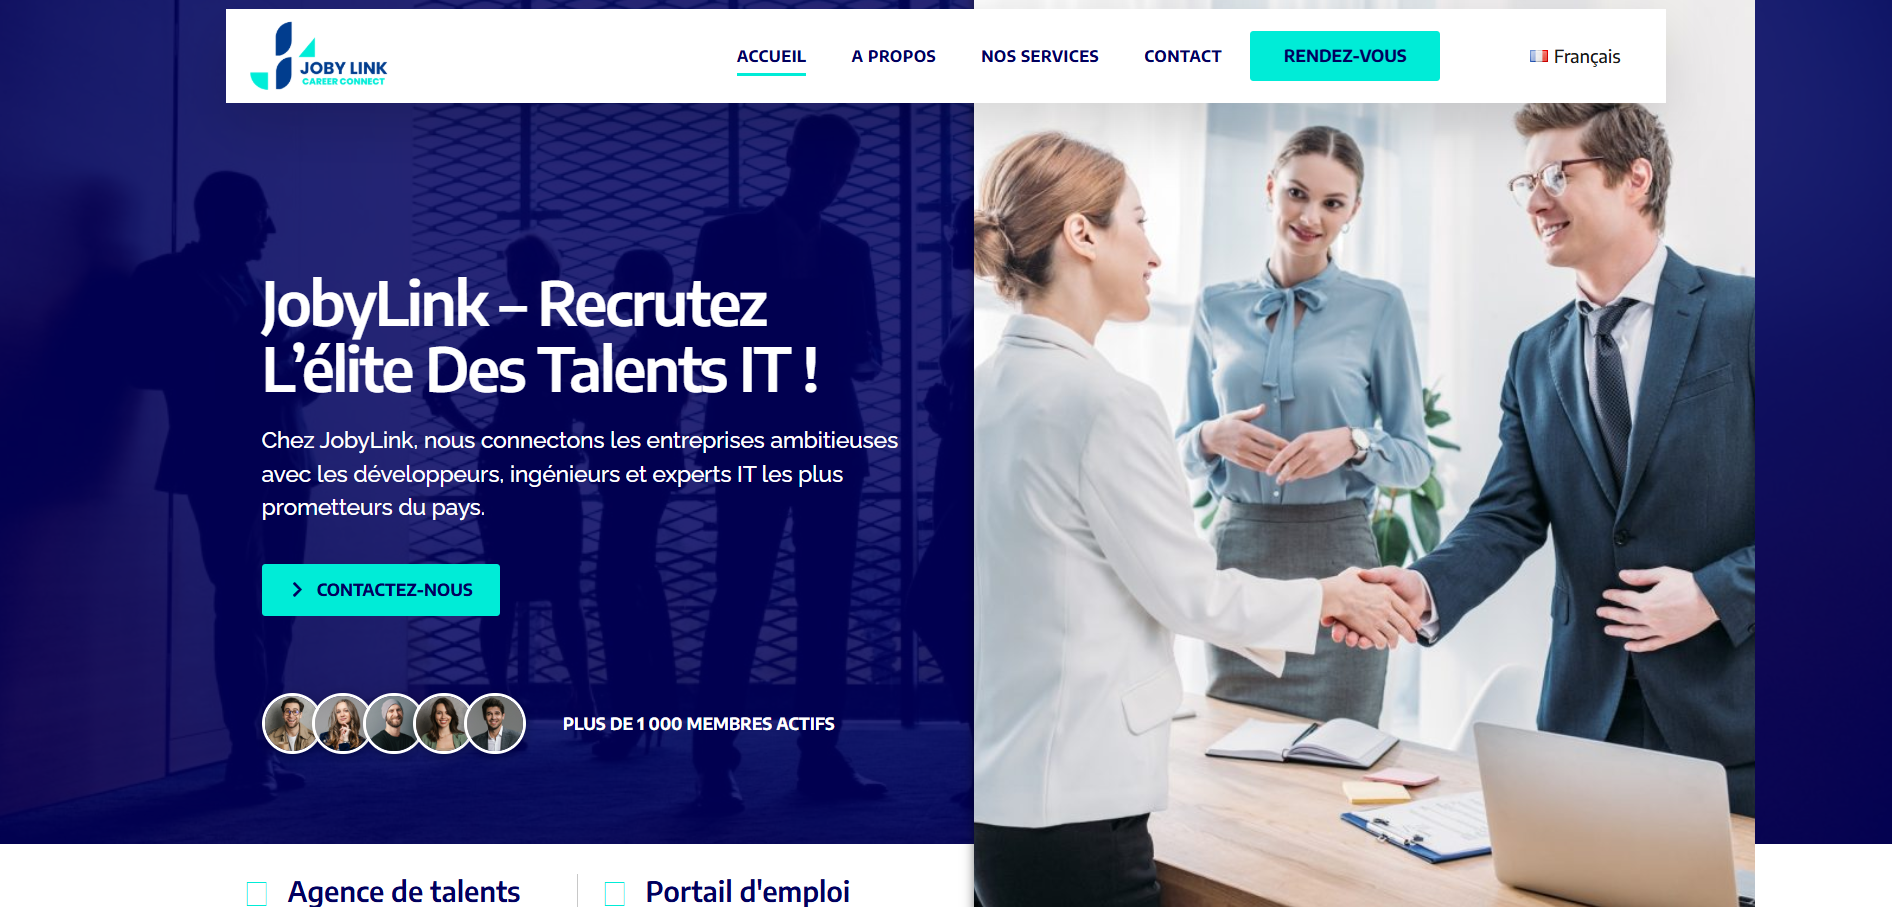 JOBY LINK
CAREER CONNECT
ACCUEIL
A PROPOS
NOS SERVICES
CONTACT
RENDEZ-VOUS
Français
JobyLink – Recrutez
L’élite Des Talents IT !
Chez JobyLink, nous connectons les entreprises ambitieuses
avec les développeurs, ingénieurs et experts IT les plus
prometteurs du pays.
CONTACTEZ-NOUS
PLUS DE 1 000 MEMBRES ACTIFS
Agence de talents
Portail d'emploi